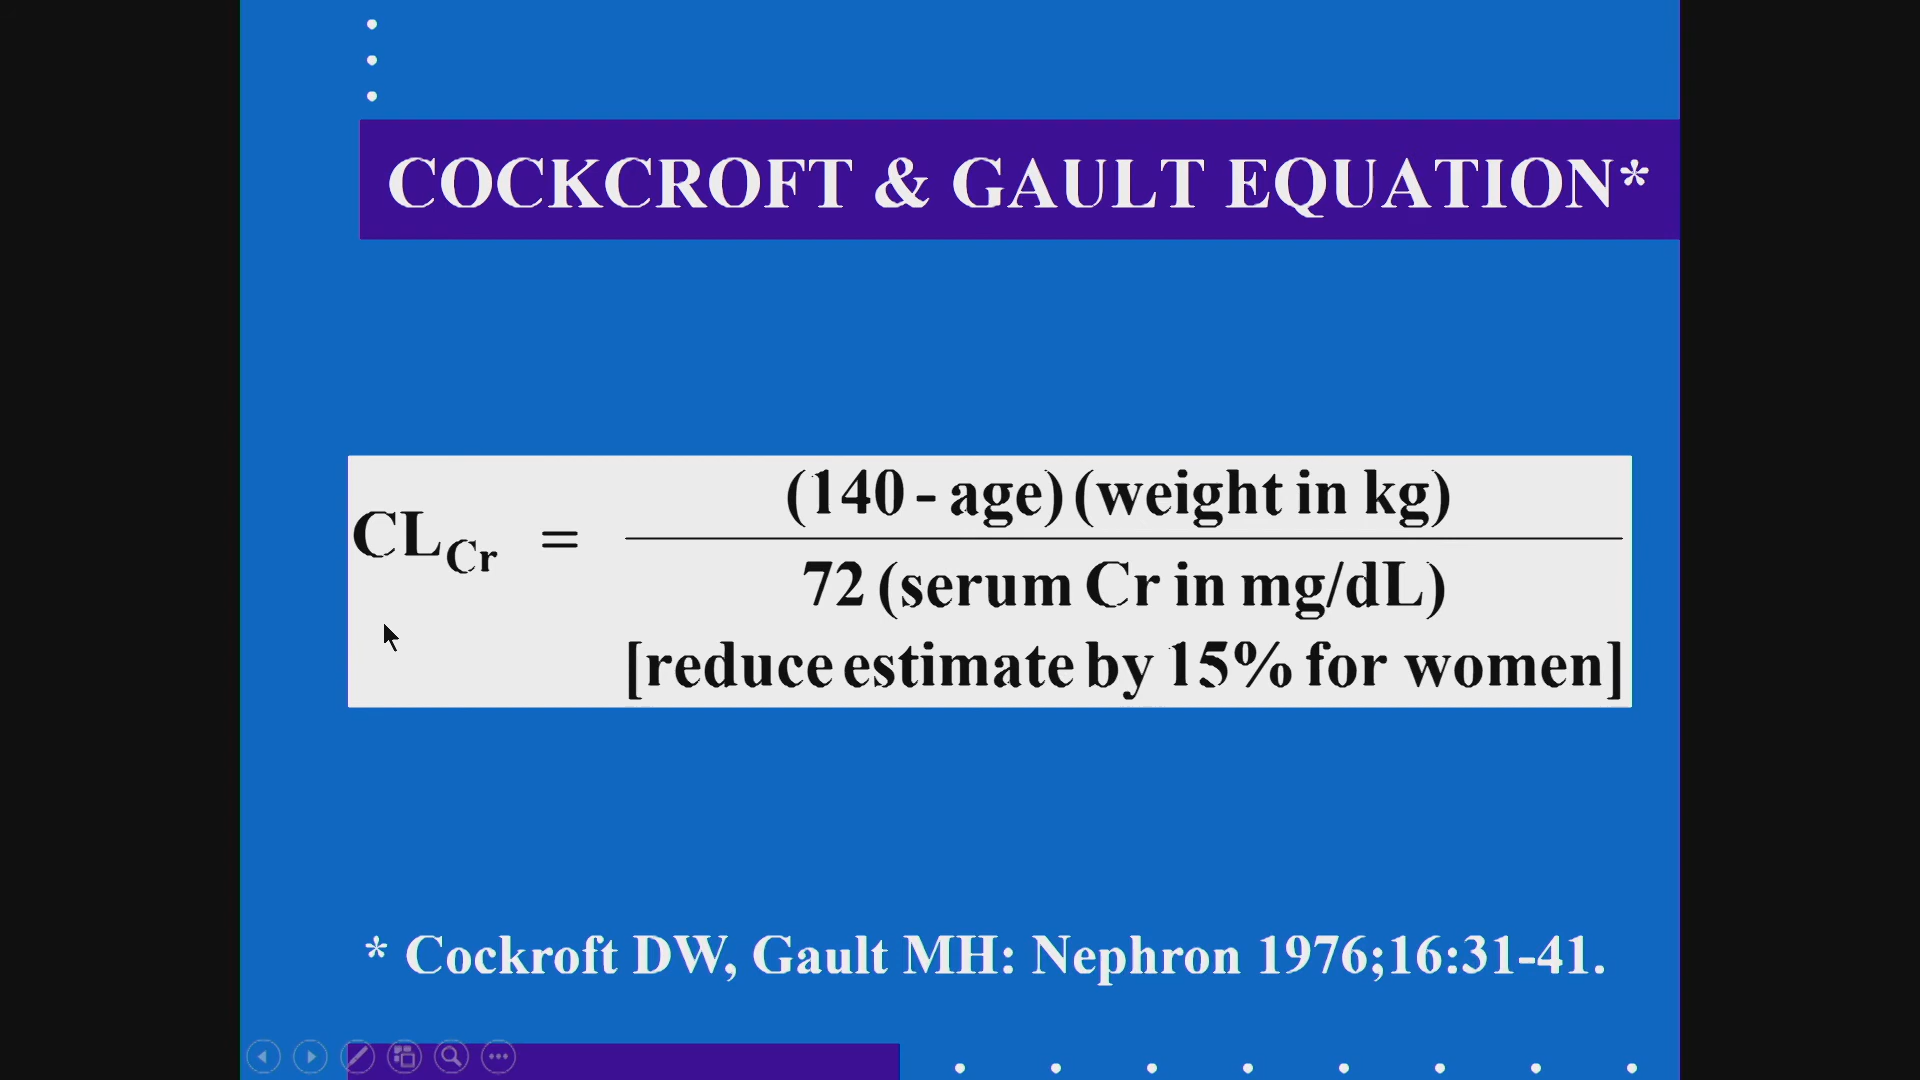 COCKCROFT & GAULT EQUATION*
(140 - age) (weight in kg)
CL_Cr =
72 (serum Cr in mg/dL)
[reduce estimate by 15% for women]
* Cockroft DW, Gault MH: Nephron 1976;16:31-41.